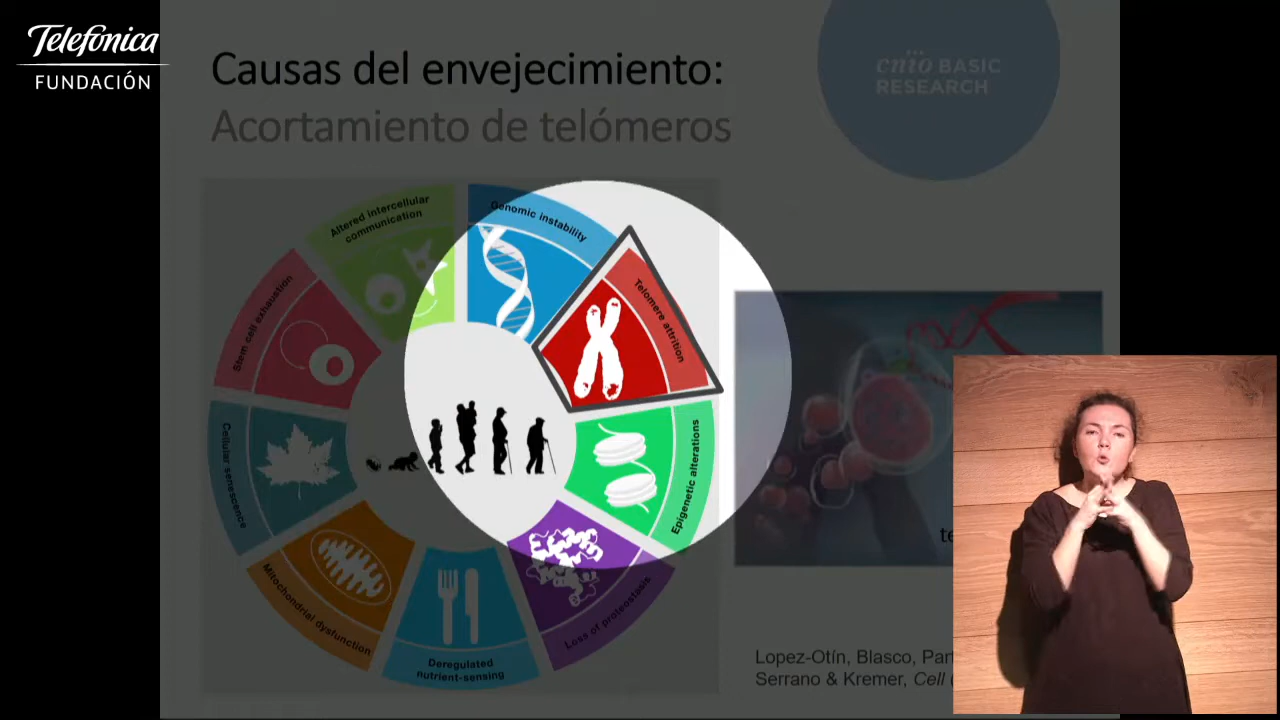 Telefónica
FUNDACIÓN
Causas del envejecimiento:
Acortamiento de telómeros
cnio BASIC
RESEARCH
Altered intercellular
communication
Genomic instability
Telomere attrition
Stem cell exhaustion
Epigenetic alterations
Cellular senescence
Mitochondrial dysfunction
Loss of proteostasis
Deregulated
nutrient-sensing
te
Lopez-Otín, Blasco, Par
Serrano & Kremer, Cell